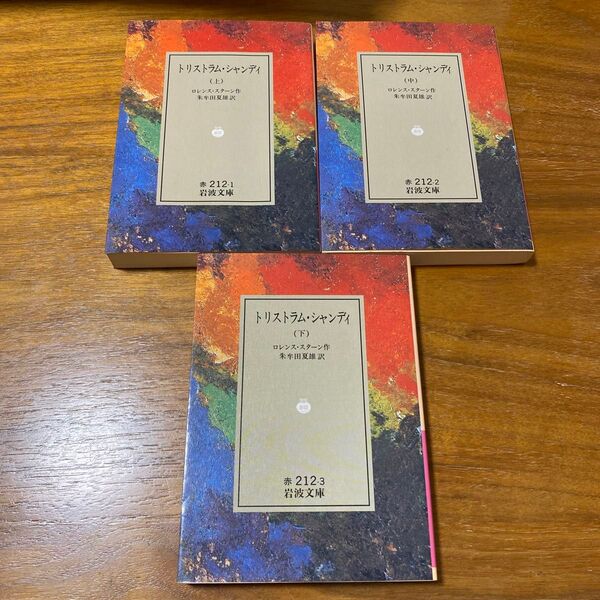 トリストラム・シャンディ
(上)
ロレンス・スターン作
朱牟田夏雄訳
赤 212-1
岩波文庫
トリストラム・シャンディ
(中)
ロレンス・スターン作
朱牟田夏雄訳
赤 212-2
岩波文庫
トリストラム・シャンディ
(下)
ロレンス・スターン作
朱牟田夏雄訳
赤 212-3
岩波文庫